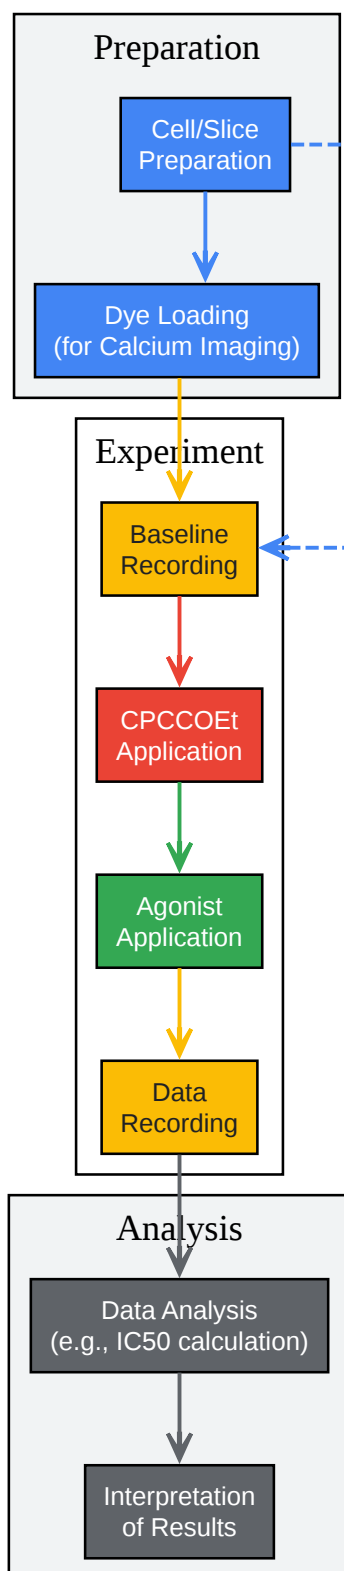 Preparation
Cell/Slice
Preparation
Dye Loading
(for Calcium Imaging)
Experiment
Baseline
Recording
CPCCOEt
Application
Agonist
Application
Data
Recording
Analysis
Data Analysis
(e.g., IC50 calculation)
Interpretation
of Results